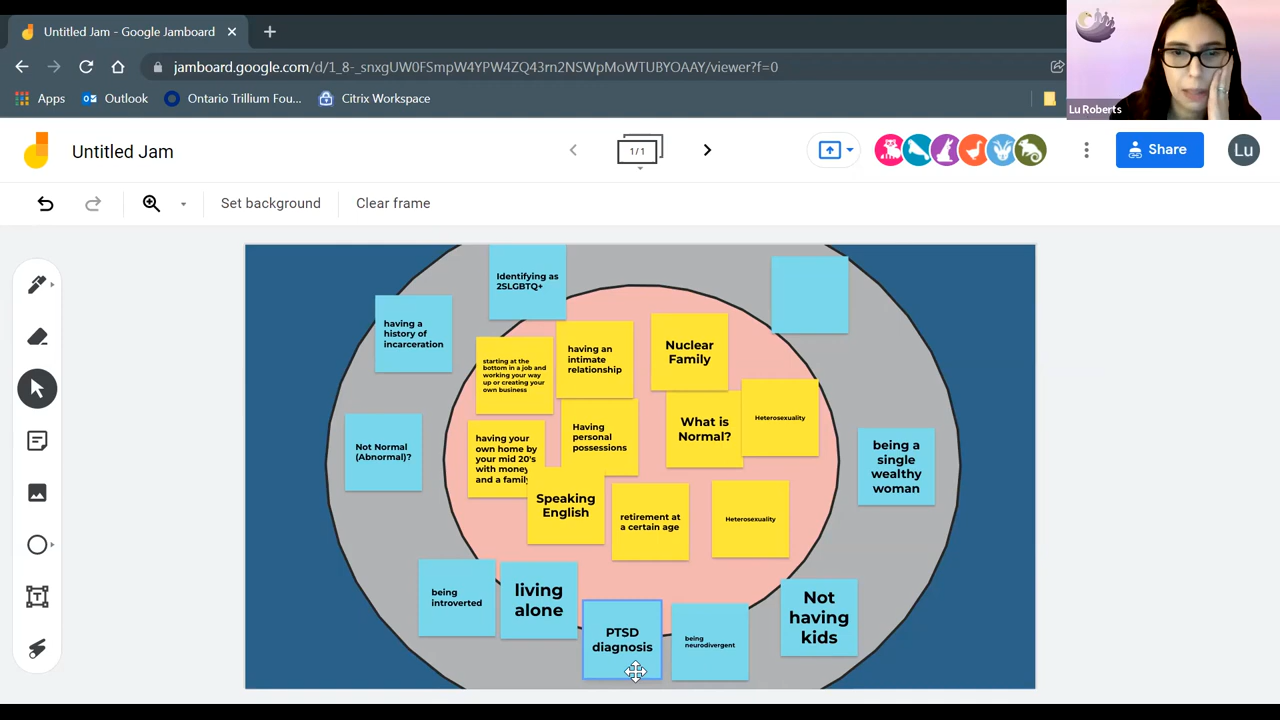 Untitled Jam - Google Jamboard
jamboard.google.com/d/1_8-_snxgUW0FSmpWYPW4ZQ43rn2NSWpMoWTUBYOAAY/viewer?f=0
Apps
Outlook
Ontario Trillium Fou...
Citrix Workspace
Lu Roberts
Untitled Jam
1/1
Share
Lu
Set background
Clear frame
Identifying as
2SLGBTQ+
having a
history of
incarceration
starting at the
bottom in a job and
working your way
up or creating your
own business
having an
intimate
relationship
Nuclear
Family
Not Normal
(Abnormal)?
having your
own home by
your mid 20's
with money
and a family
Having
personal
possessions
What is
Normal?
Heterosexuality
being a
single
wealthy
woman
Speaking
English
retirement at
a certain age
Heterosexuality
being
introverted
living
alone
PTSD
diagnosis
being
neurodivergent
Not
having
kids